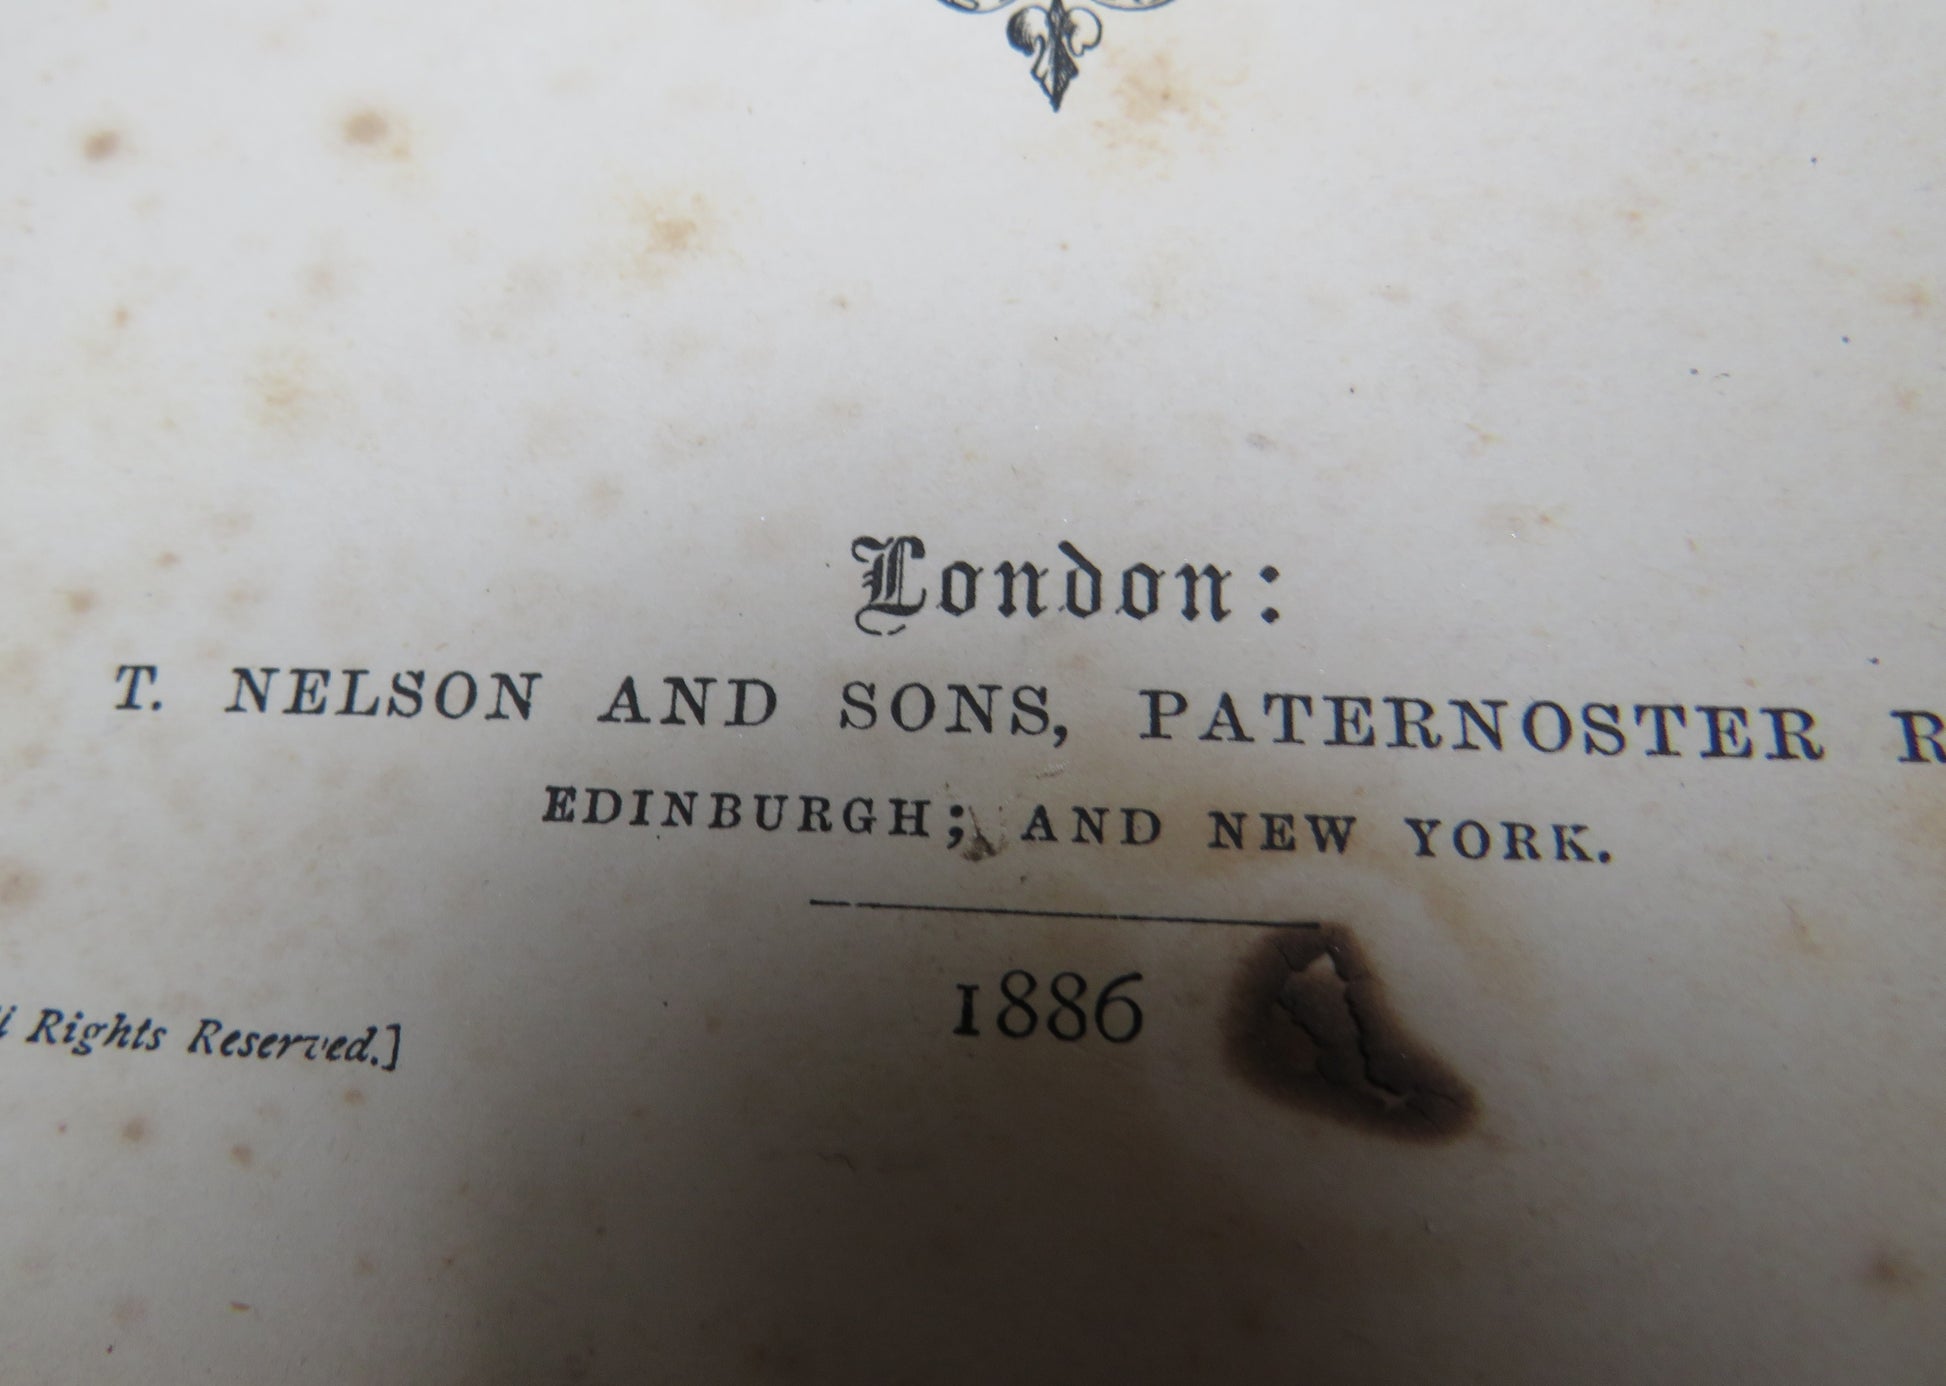 London:
T. NELSON AND SONS, PATERNOSTER R
EDINBURGH; AND NEW YORK.
1886
Rights Reserved.]